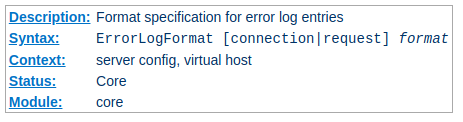 Description: Format specification for error log entries
Syntax: ErrorLogFormat [connection|request] format
Context: server config, virtual host
Status: Core
Module: core